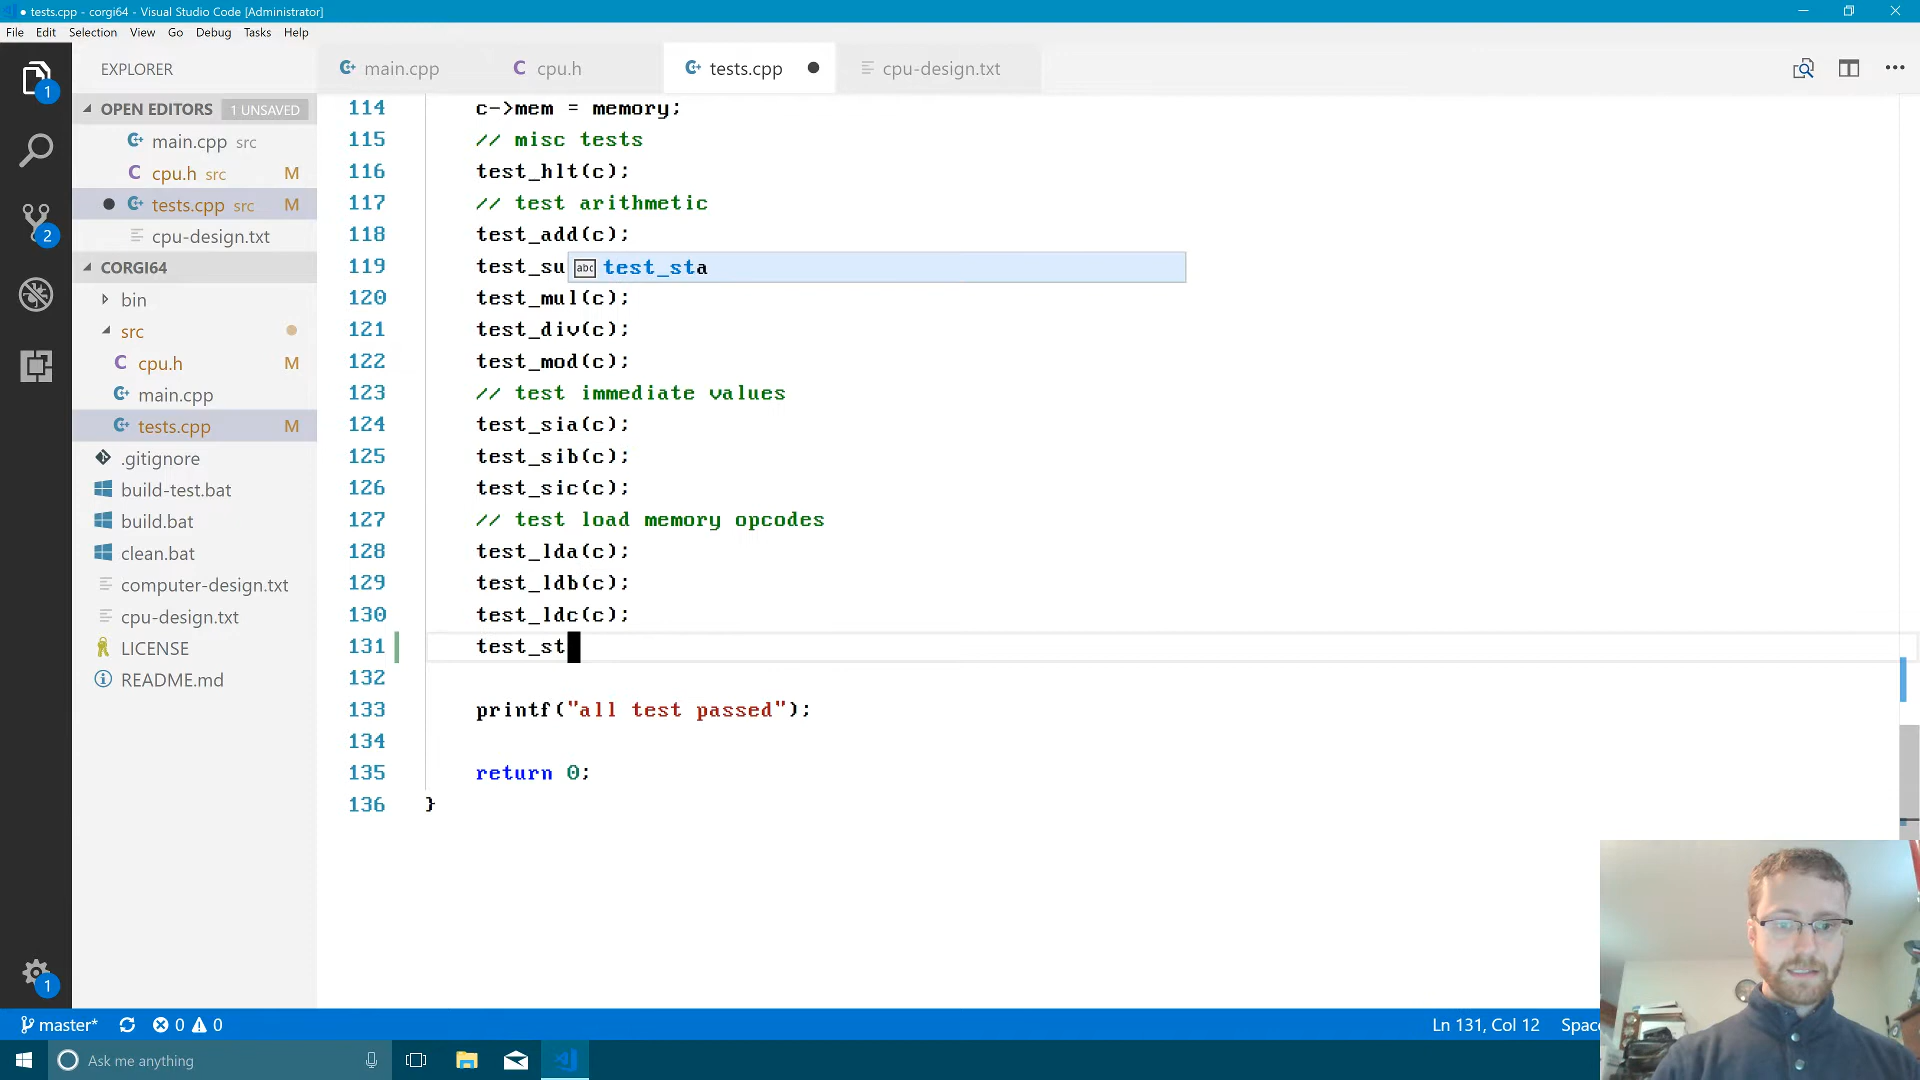 tests.cpp - corgi64 - Visual Studio Code [Administrator]
File Edit Selection View Go Debug Tasks Help
EXPLORER
main.cpp
cpu.h
tests.cpp
cpu-design.txt
OPEN EDITORS 1 UNSAVED
main.cpp src
cpu.h src M
tests.cpp src M
cpu-design.txt
CORGI64
bin
src
cpu.h M
main.cpp
tests.cpp M
.gitignore
build-test.bat
build.bat
clean.bat
computer-design.txt
cpu-design.txt
LICENSE
README.md
1
2
1
114 c->mem = memory;
115 // misc tests
116 test_hlt(c);
117 // test arithmetic
118 test_add(c);
119 test_su
abc test_sta
120 test_mul(c);
121 test_div(c);
122 test_mod(c);
123 // test immediate values
124 test_sia(c);
125 test_sib(c);
126 test_sic(c);
127 // test load memory opcodes
128 test_lda(c);
129 test_ldb(c);
130 test_ldc(c);
131 test_st
132
133 printf("all test passed");
134
135 return 0;
136 }
master* 0 0 Ln 131, Col 12 Spac
Ask me anything